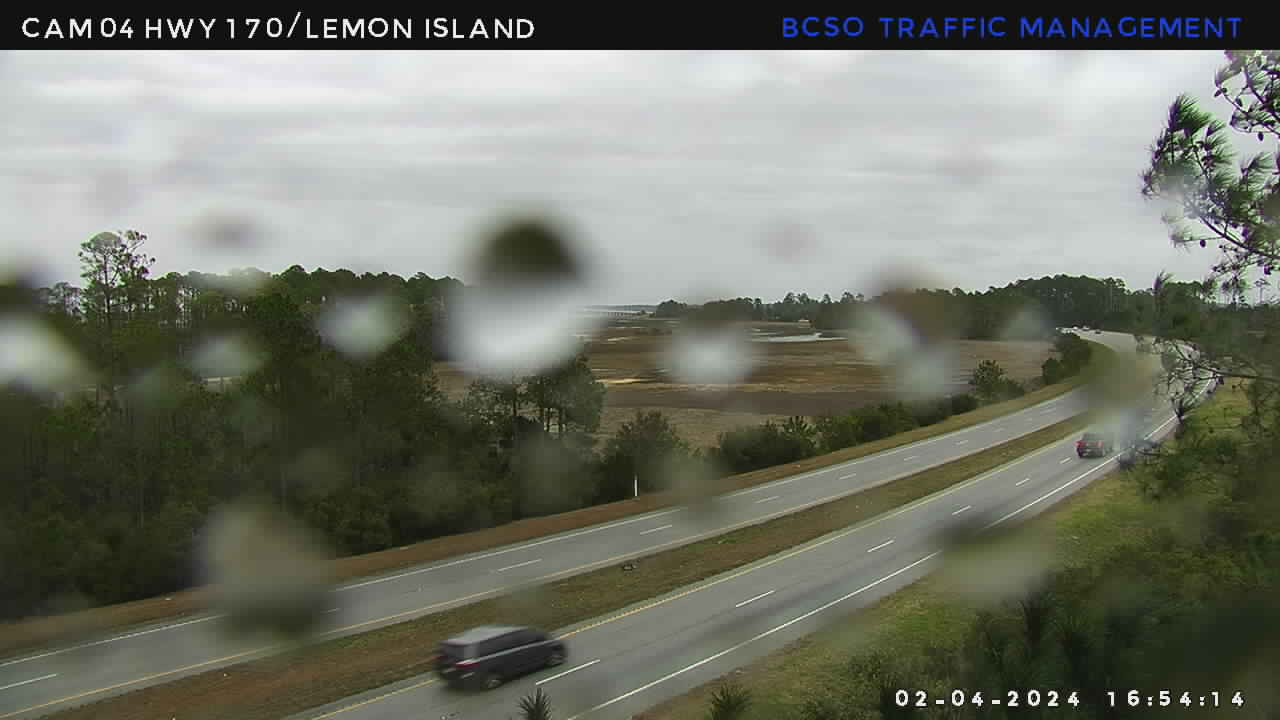 CAM04 HWY 170/LEMON ISLAND
BCSO TRAFFIC MANAGEMENT
02-04-2024 16:54:14